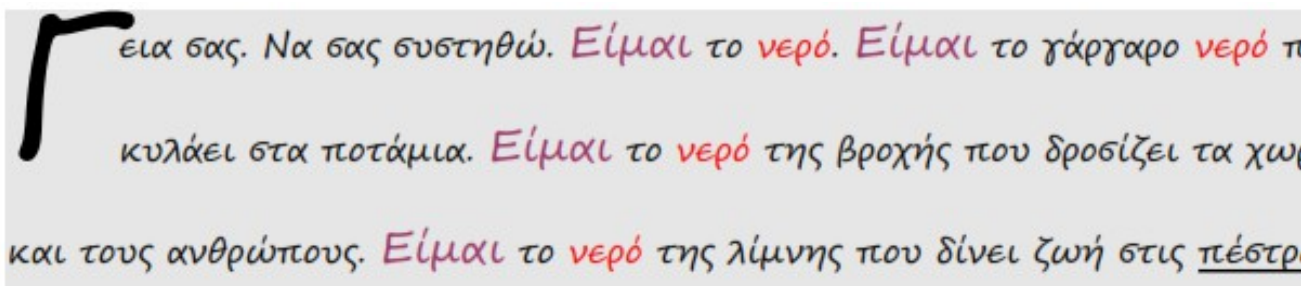 Γεια σας. Να σας συστηθώ. Είμαι το νερό. Είμαι το γάργαρο νερό
κυλάει στα ποτάμια. Είμαι το νερό της βροχής που δροσίζει τα
και τους ανθρώπους. Είμαι το νερό της λίμνης που δίνει ζωή στις